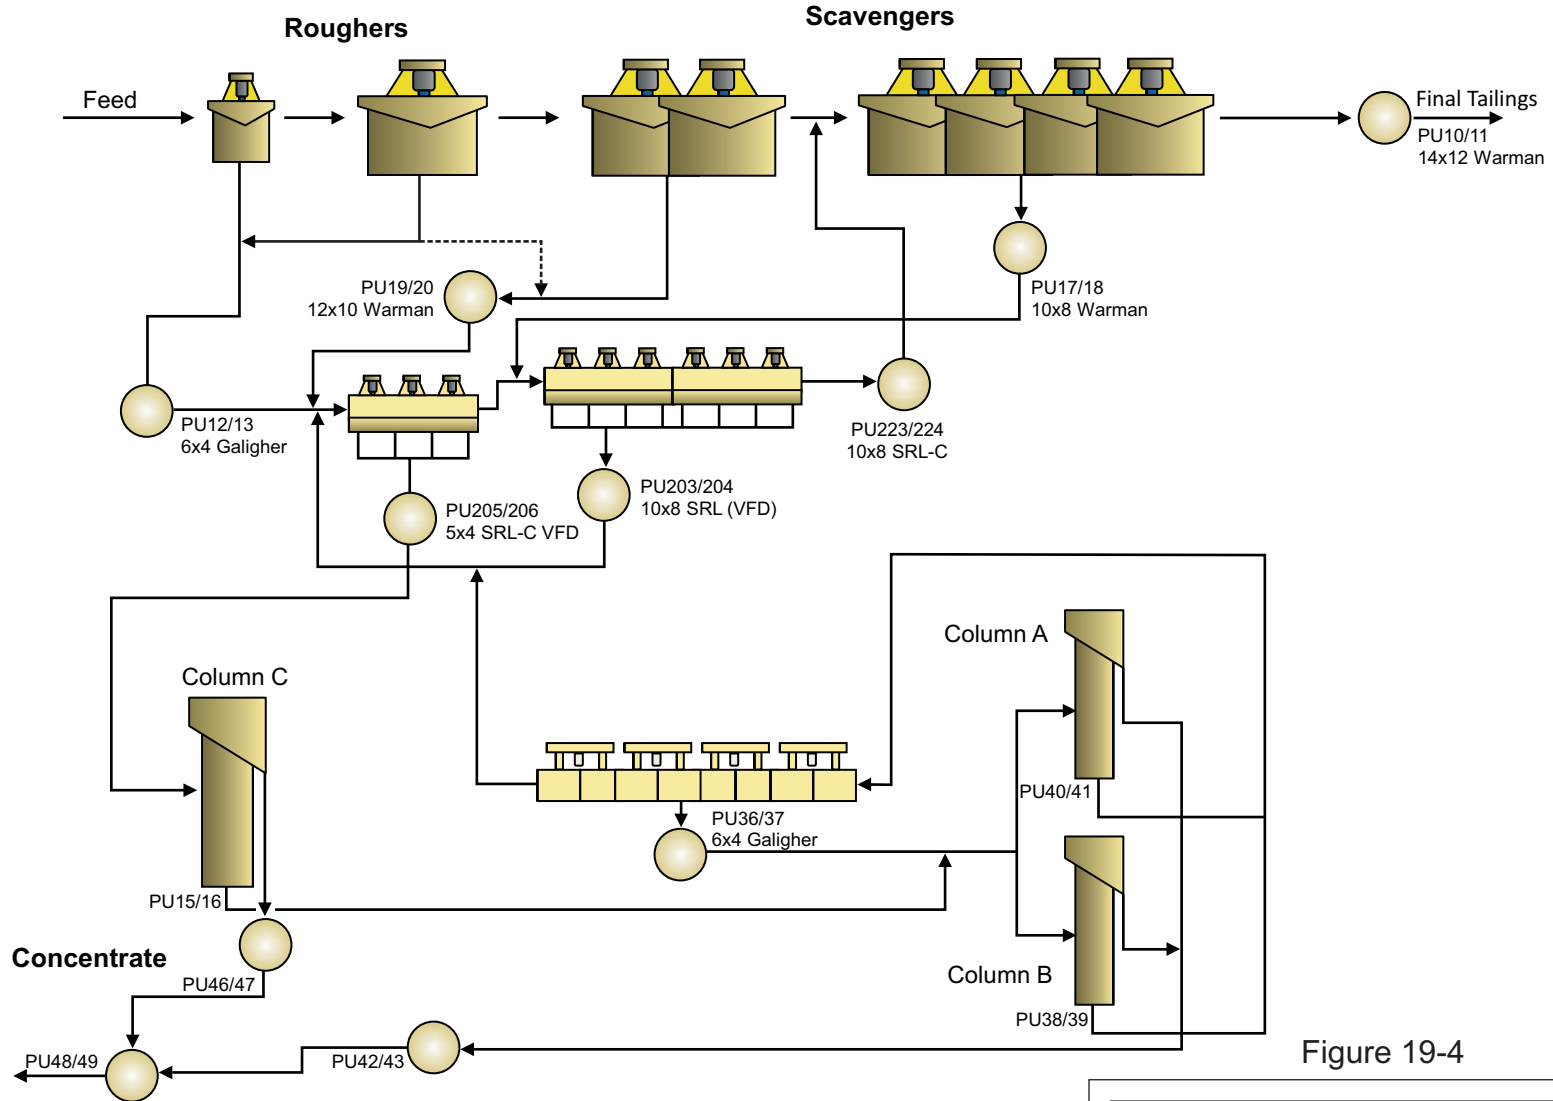 Scavengers
Roughers
Feed
Final Tailings
PU10/11
14x12 Warman
PU19/20
12x10 Warman
PU17/18
10x8 Warman
PU12/13
6x4 Galigher
PU223/224
10x8 SRL-C
PU205/206
5x4 SRL-C VFD
PU203/204
10x8 SRL (VFD)
Column A
Column C
PU40/41
PU36/37
6x4 Galigher
PU15/16
Concentrate
PU46/47
Column B
PU38/39
PU48/49
PU42/43
Figure 19-4